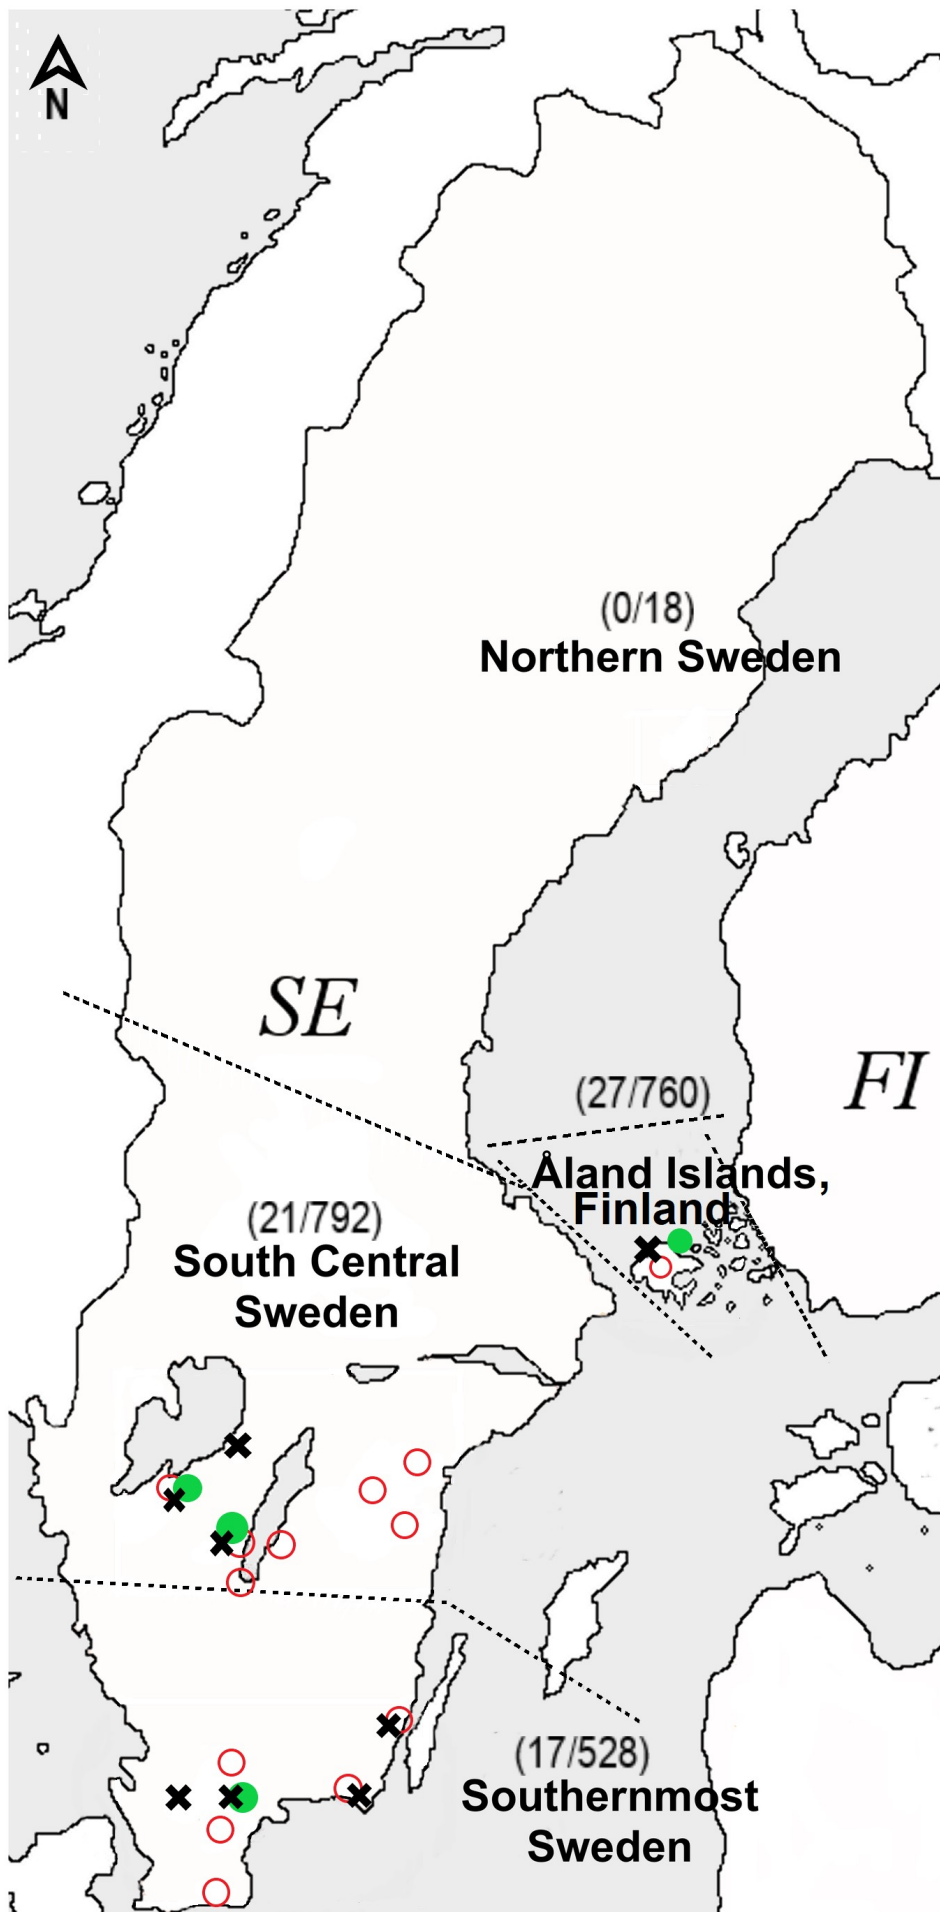 N
(0/18)
Northern Sweden
SE
FI
(27/760)
Åland Islands,
Finland
(21/792)
South Central
Sweden
(17/528)
Southernmost
Sweden